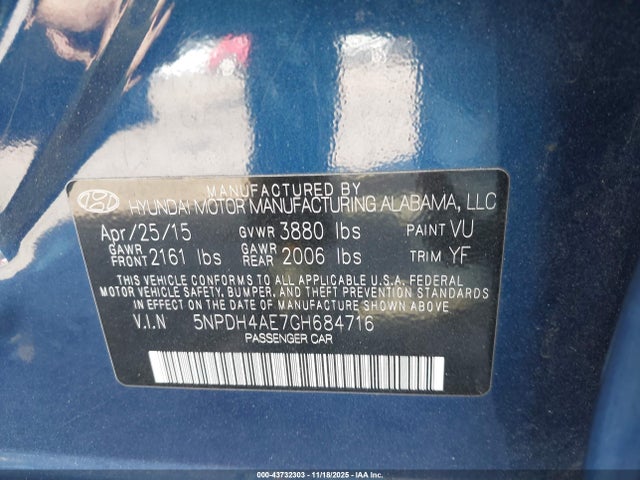 MANUFACTURED BY
HYUNDAI MOTOR MANUFACTURING ALABAMA, LLC
Apr/25/15 GVWR 3880 lbs PAINT VU
GAWR FRONT 2161 lbs GAWR REAR 2006 lbs TRIM YF
THIS VEHICLE CONFORMS TO ALL APPLICABLE U.S.A. FEDERAL
MOTOR VEHICLE SAFETY, BUMPER, AND THEFT PREVENTION STANDARDS
IN EFFECT ON THE DATE OF MANUFACTURE SHOWN ABOVE
V.I.N 5NPDH4AE7GH684716
PASSENGER CAR
000-43732303 - 11/18/2025 - IAAI.COM